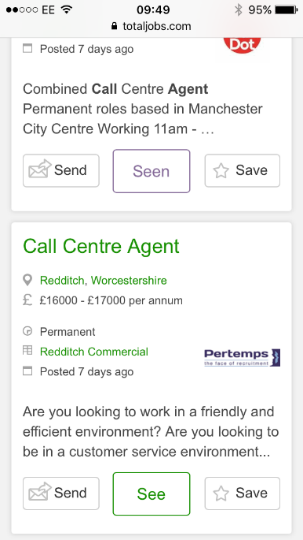 EE 09:49 95%
totaljobs.com
Posted 7 days ago
Dot
Combined Call Centre Agent
Permanent roles based in Manchester
City Centre Working 11am - ...
Send Seen Save
Call Centre Agent
Redditch, Worcestershire
£ £16000 - £17000 per annum
Permanent
Redditch Commercial
Pertemps
the face of recruitment
Posted 7 days ago
Are you looking to work in a friendly and
efficient environment? Are you looking to
be in a customer service environment...
Send See Save